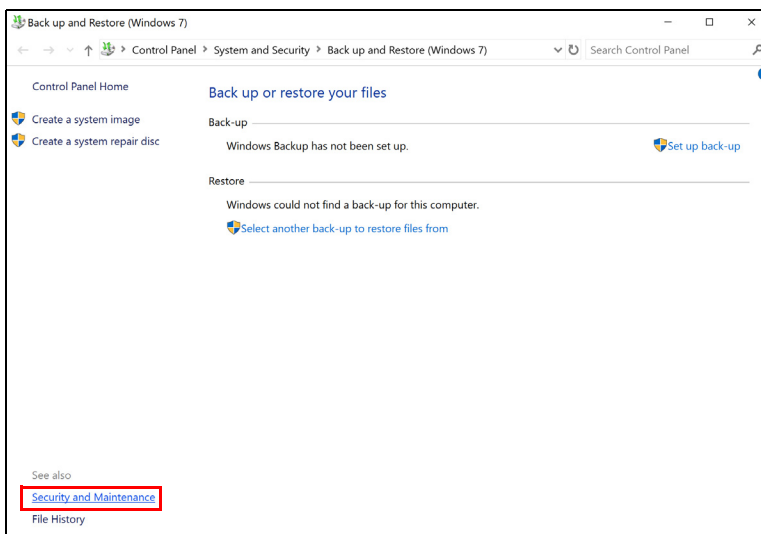 Back up and Restore (Windows 7)
Control Panel > System and Security > Back up and Restore (Windows 7)
Search Control Panel
Control Panel Home
Create a system image
Create a system repair disc
Back up or restore your files
Back-up
Windows Backup has not been set up.
Set up back-up
Restore
Windows could not find a back-up for this computer.
Select another back-up to restore files from
See also
Security and Maintenance
File History